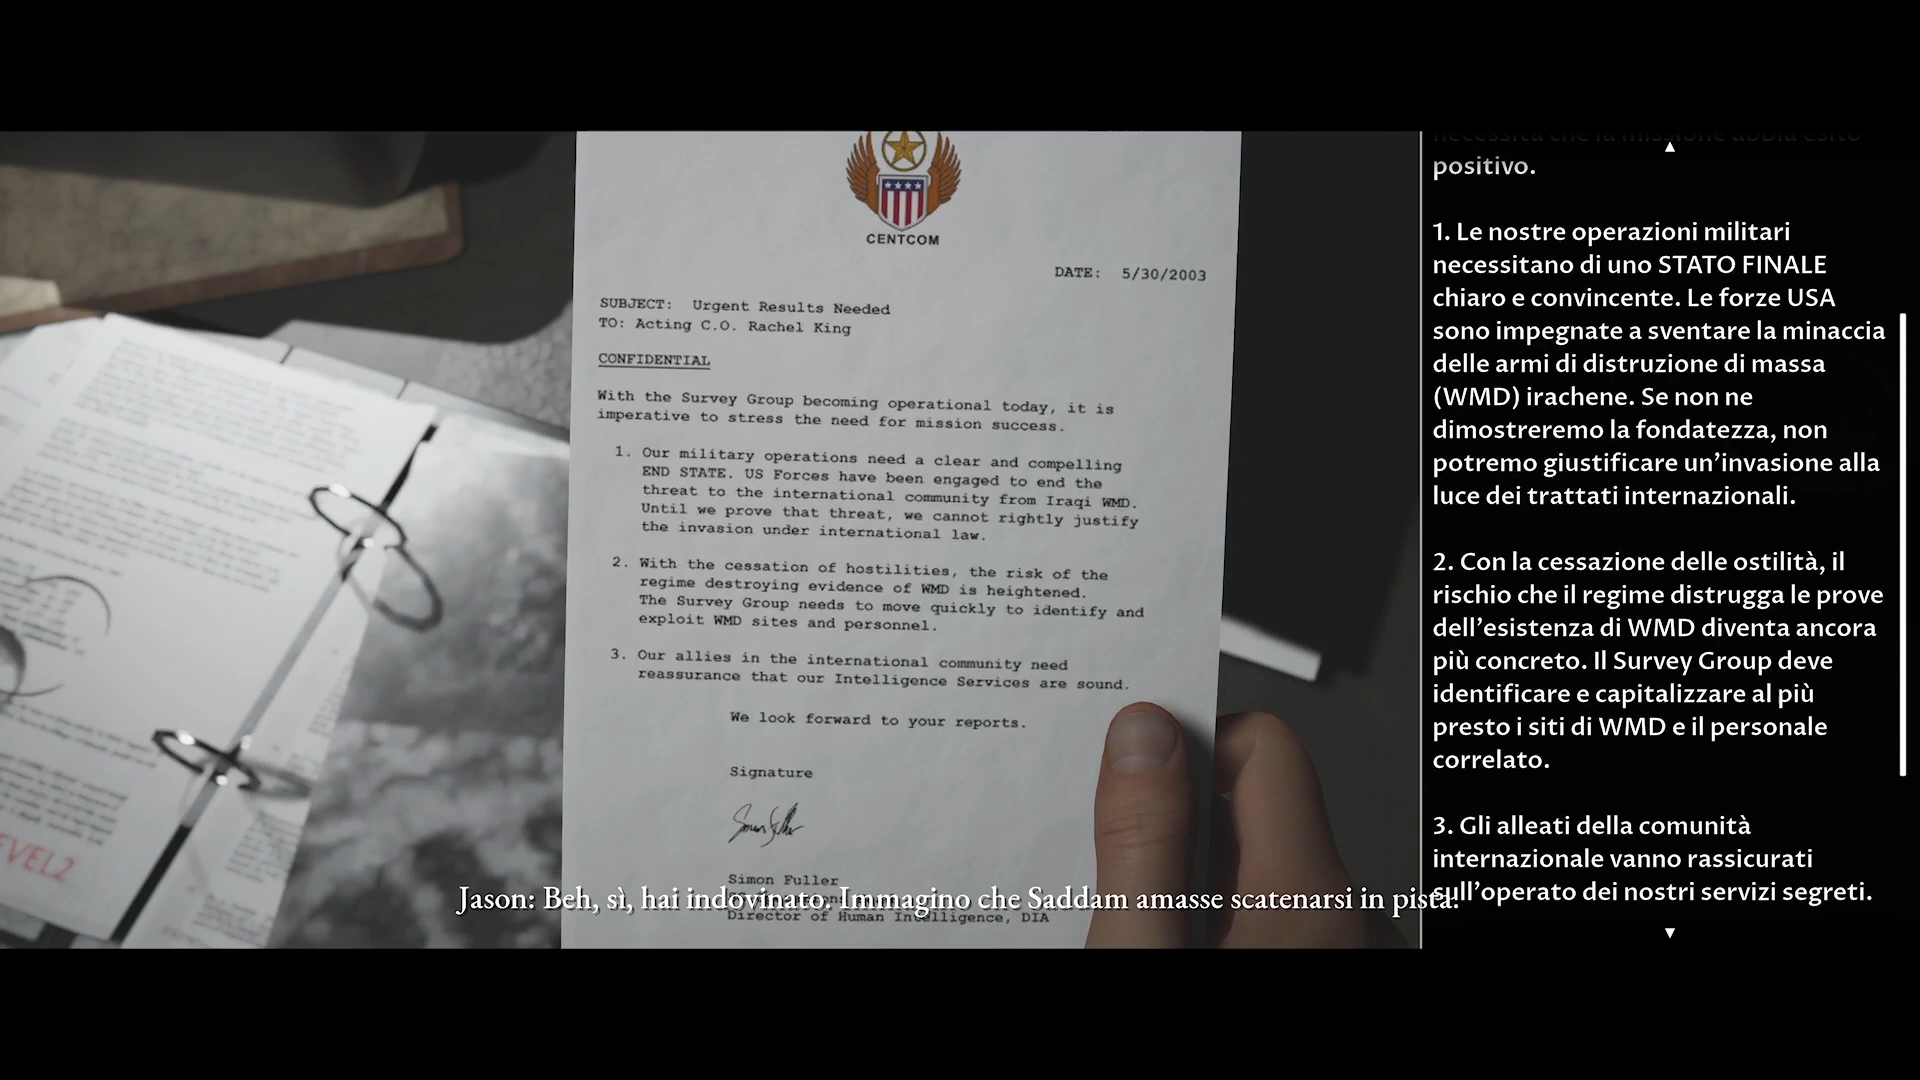 CENTCOM
DATE: 5/30/2003
SUBJECT: Urgent Results Needed
TO: Acting C.O. Rachel King
CONFIDENTIAL
With the Survey Group becoming operational today, it is
imperative to stress the need for mission success.
1. Our military operations need a clear and compelling
END STATE. US Forces have been engaged to end the
threat to the international community from Iraqi WMD.
Until we prove that threat, we cannot rightly justify
the invasion under international law.
2. With the cessation of hostilities, the risk of the
regime destroying evidence of WMD is heightened.
The Survey Group needs to move quickly to identify and
exploit WMD sites and personnel.
3. Our allies in the international community need
reassurance that our Intelligence Services are sound.
We look forward to your reports.
Signature
Simon Fuller
Director of Human Intelligence, DIA
Jason: Beh, sì, hai indovinato. Immagino che Saddam amasse scatenarsi in pista.
necessità che la missione abbia esito
positivo.
1. Le nostre operazioni militari
necessitano di uno STATO FINALE
chiaro e convincente. Le forze USA
sono impegnate a sventare la minaccia
delle armi di distruzione di massa
(WMD) irachene. Se non ne
dimostreremo la fondatezza, non
potremo giustificare un'invasione alla
luce dei trattati internazionali.
2. Con la cessazione delle ostilità, il
rischio che il regime distrugga le prove
dell'esistenza di WMD diventa ancora
più concreto. Il Survey Group deve
identificare e capitalizzare al più
presto i siti di WMD e il personale
correlato.
3. Gli alleati della comunità
internazionale vanno rassicurati
sull'operato dei nostri servizi segreti.